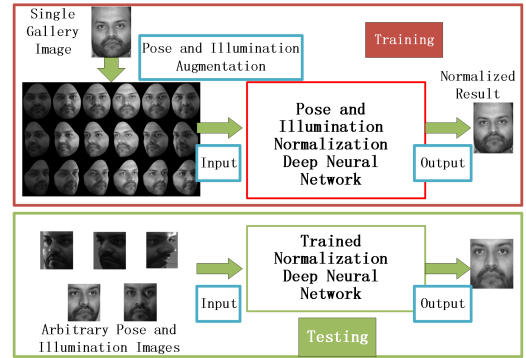 Single
Gallery
Image
Pose and Illumination
Augmentation
Training
Normalized
Result
Pose and
Illumination
Normalization
Deep Neural
Network
Input
Output
Trained
Normalization
Deep Neural
Network
Input
Output
Arbitrary Pose and
Illumination Images
Testing